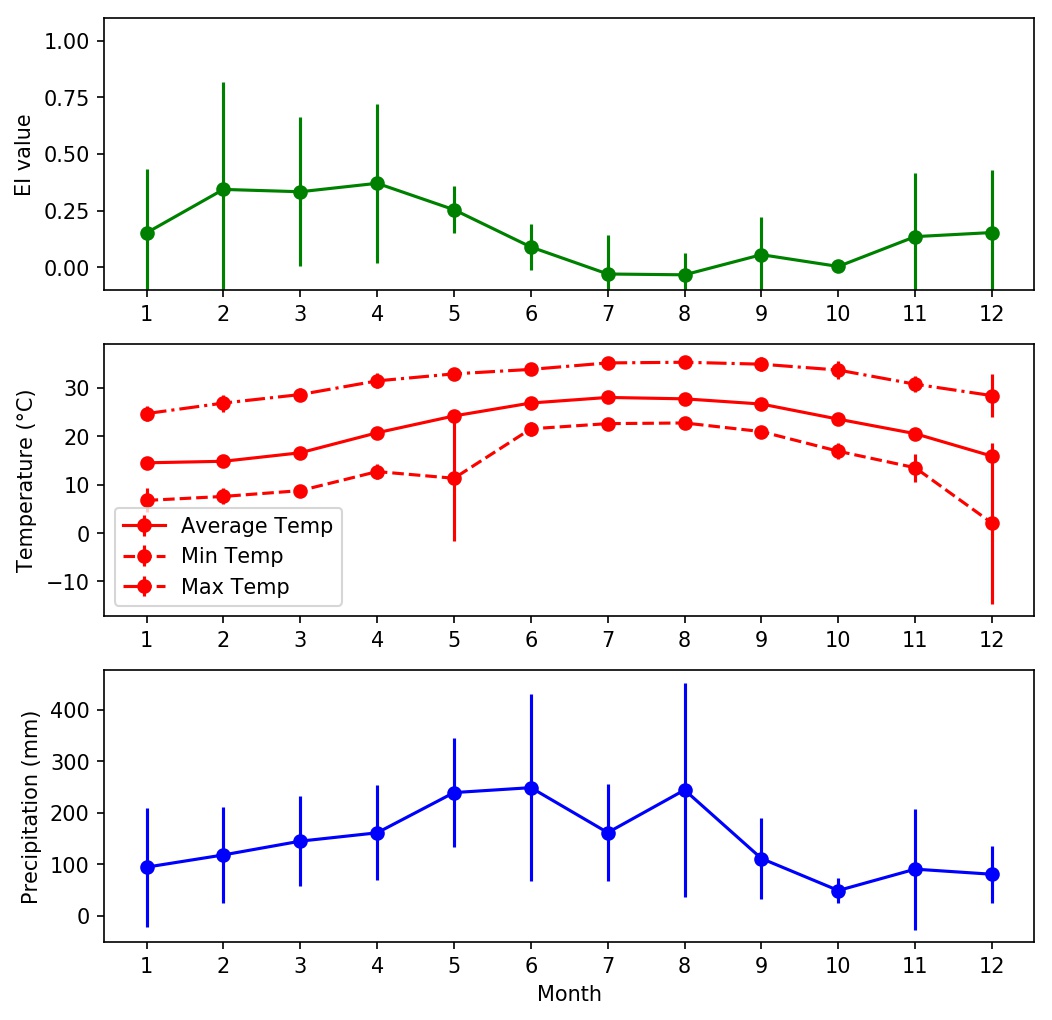 EI value
1.00
0.75
0.50
0.25
0.00
1 2 3 4 5 6 7 8 9 10 11 12
Temperature (°C)
30
20
10
0
−10
Average Temp
Min Temp
Max Temp
1 2 3 4 5 6 7 8 9 10 11 12
Precipitation (mm)
400
300
200
100
0
1 2 3 4 5 6 7 8 9 10 11 12
Month